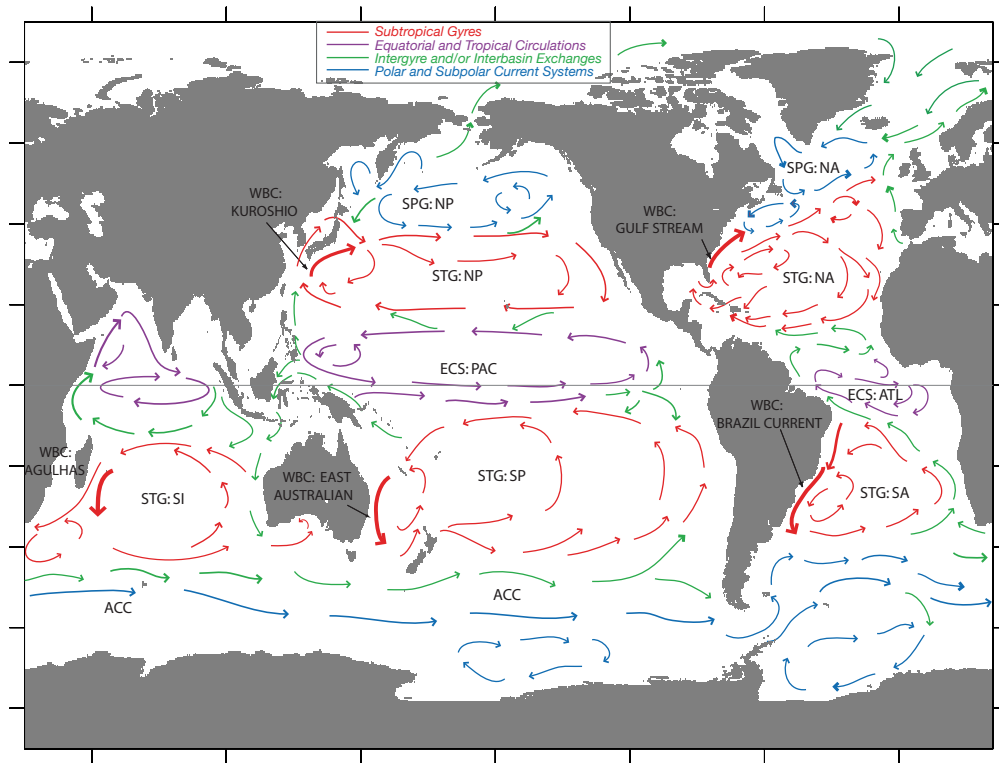 Subtropical Gyres
Equatorial and Tropical Circulations
Intergyre and/or Interbasin Exchanges
Polar and Subpolar Current Systems
SPG: NA
WBC:
KUROSHIO
SPG: NP
WBC:
GULF STREAM
STG: NP
STG: NA
ECS: PAC
ECS: ATL
WBC:
BRAZIL CURRENT
WBC:
AGULHAS
WBC: EAST
AUSTRALIAN
STG: SP
STG: SI
STG: SA
ACC
ACC